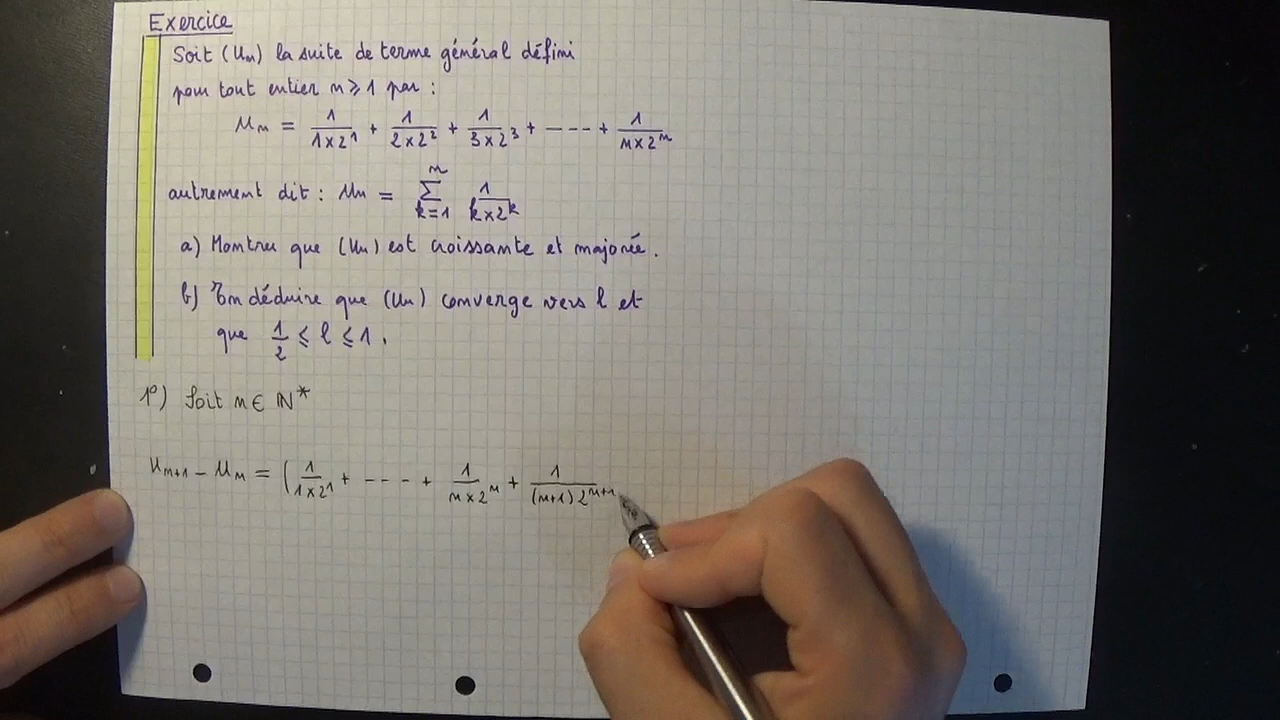 Exercice
Soit (Un) la suite de terme général défini
pour tout entier n ⩾ 1 par :
Un = 1/(1×2^1) + 1/(2×2^2) + 1/(3×2^3) + ---- + 1/(n×2^n)
autrement dit : Un = ∑_{k=1}^{n} 1/(k×2^k)
a) Montrer que (Un) est croissante et majorée.
b) En déduire que (Un) converge vers l et
que 1/2 ⩽ l ⩽ 1.
1°) Soit n ∈ ℕ*
Un+1 - Un = (1/(1×2^1) + ---- + 1/(n×2^n) + 1/((n+1)2^{n+1})